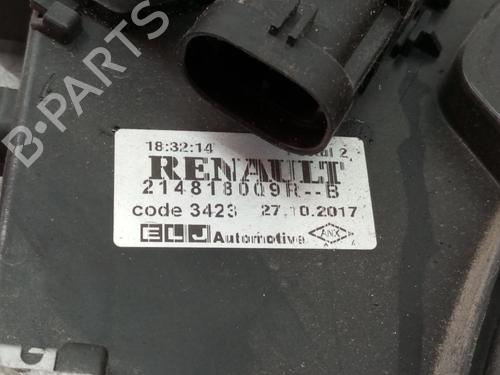 B-PARTS
18:32:14
RENAULT
214818009R--B
code 3423 27.10.2017
ELJ Automotive